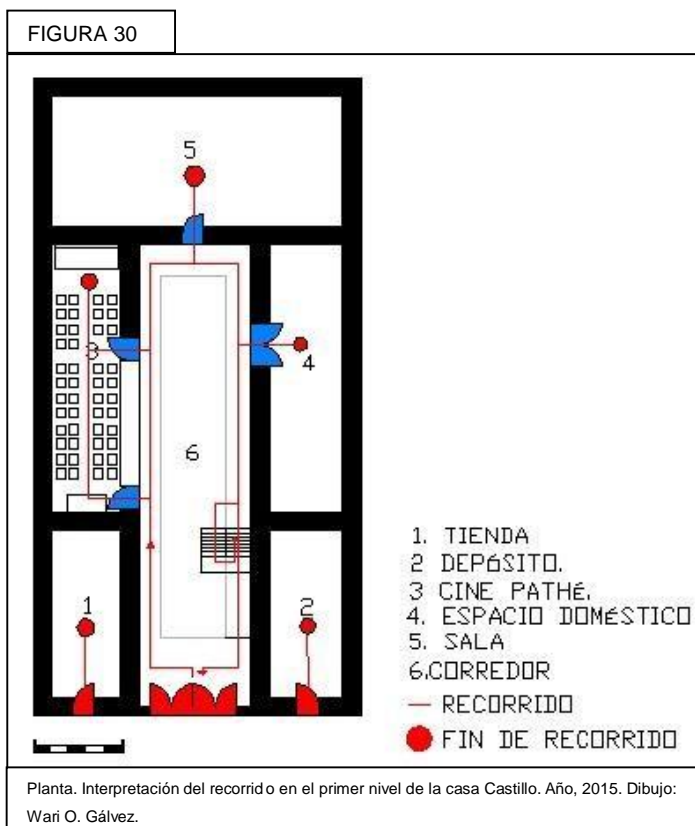 FIGURA 30
5
3
4
6
1
2
1. TIENDA
2 DEPÓSITO.
3 CINE PATHÉ.
4. ESPACIO DOMÉSTICO
5. SALA
6.CORREDOR
RECORRIDO
FIN DE RECORRIDO
Planta. Interpretación del recorrido en el primer nivel de la casa Castillo. Año, 2015. Dibujo:
Wari O. Gálvez.